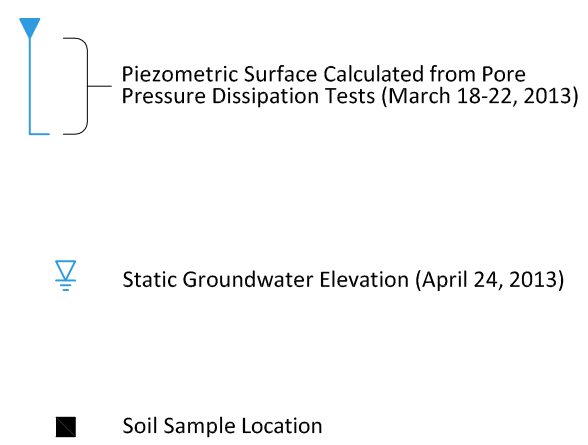 Piezometric Surface Calculated from Pore
Pressure Dissipation Tests (March 18-22, 2013)
Static Groundwater Elevation (April 24, 2013)
Soil Sample Location